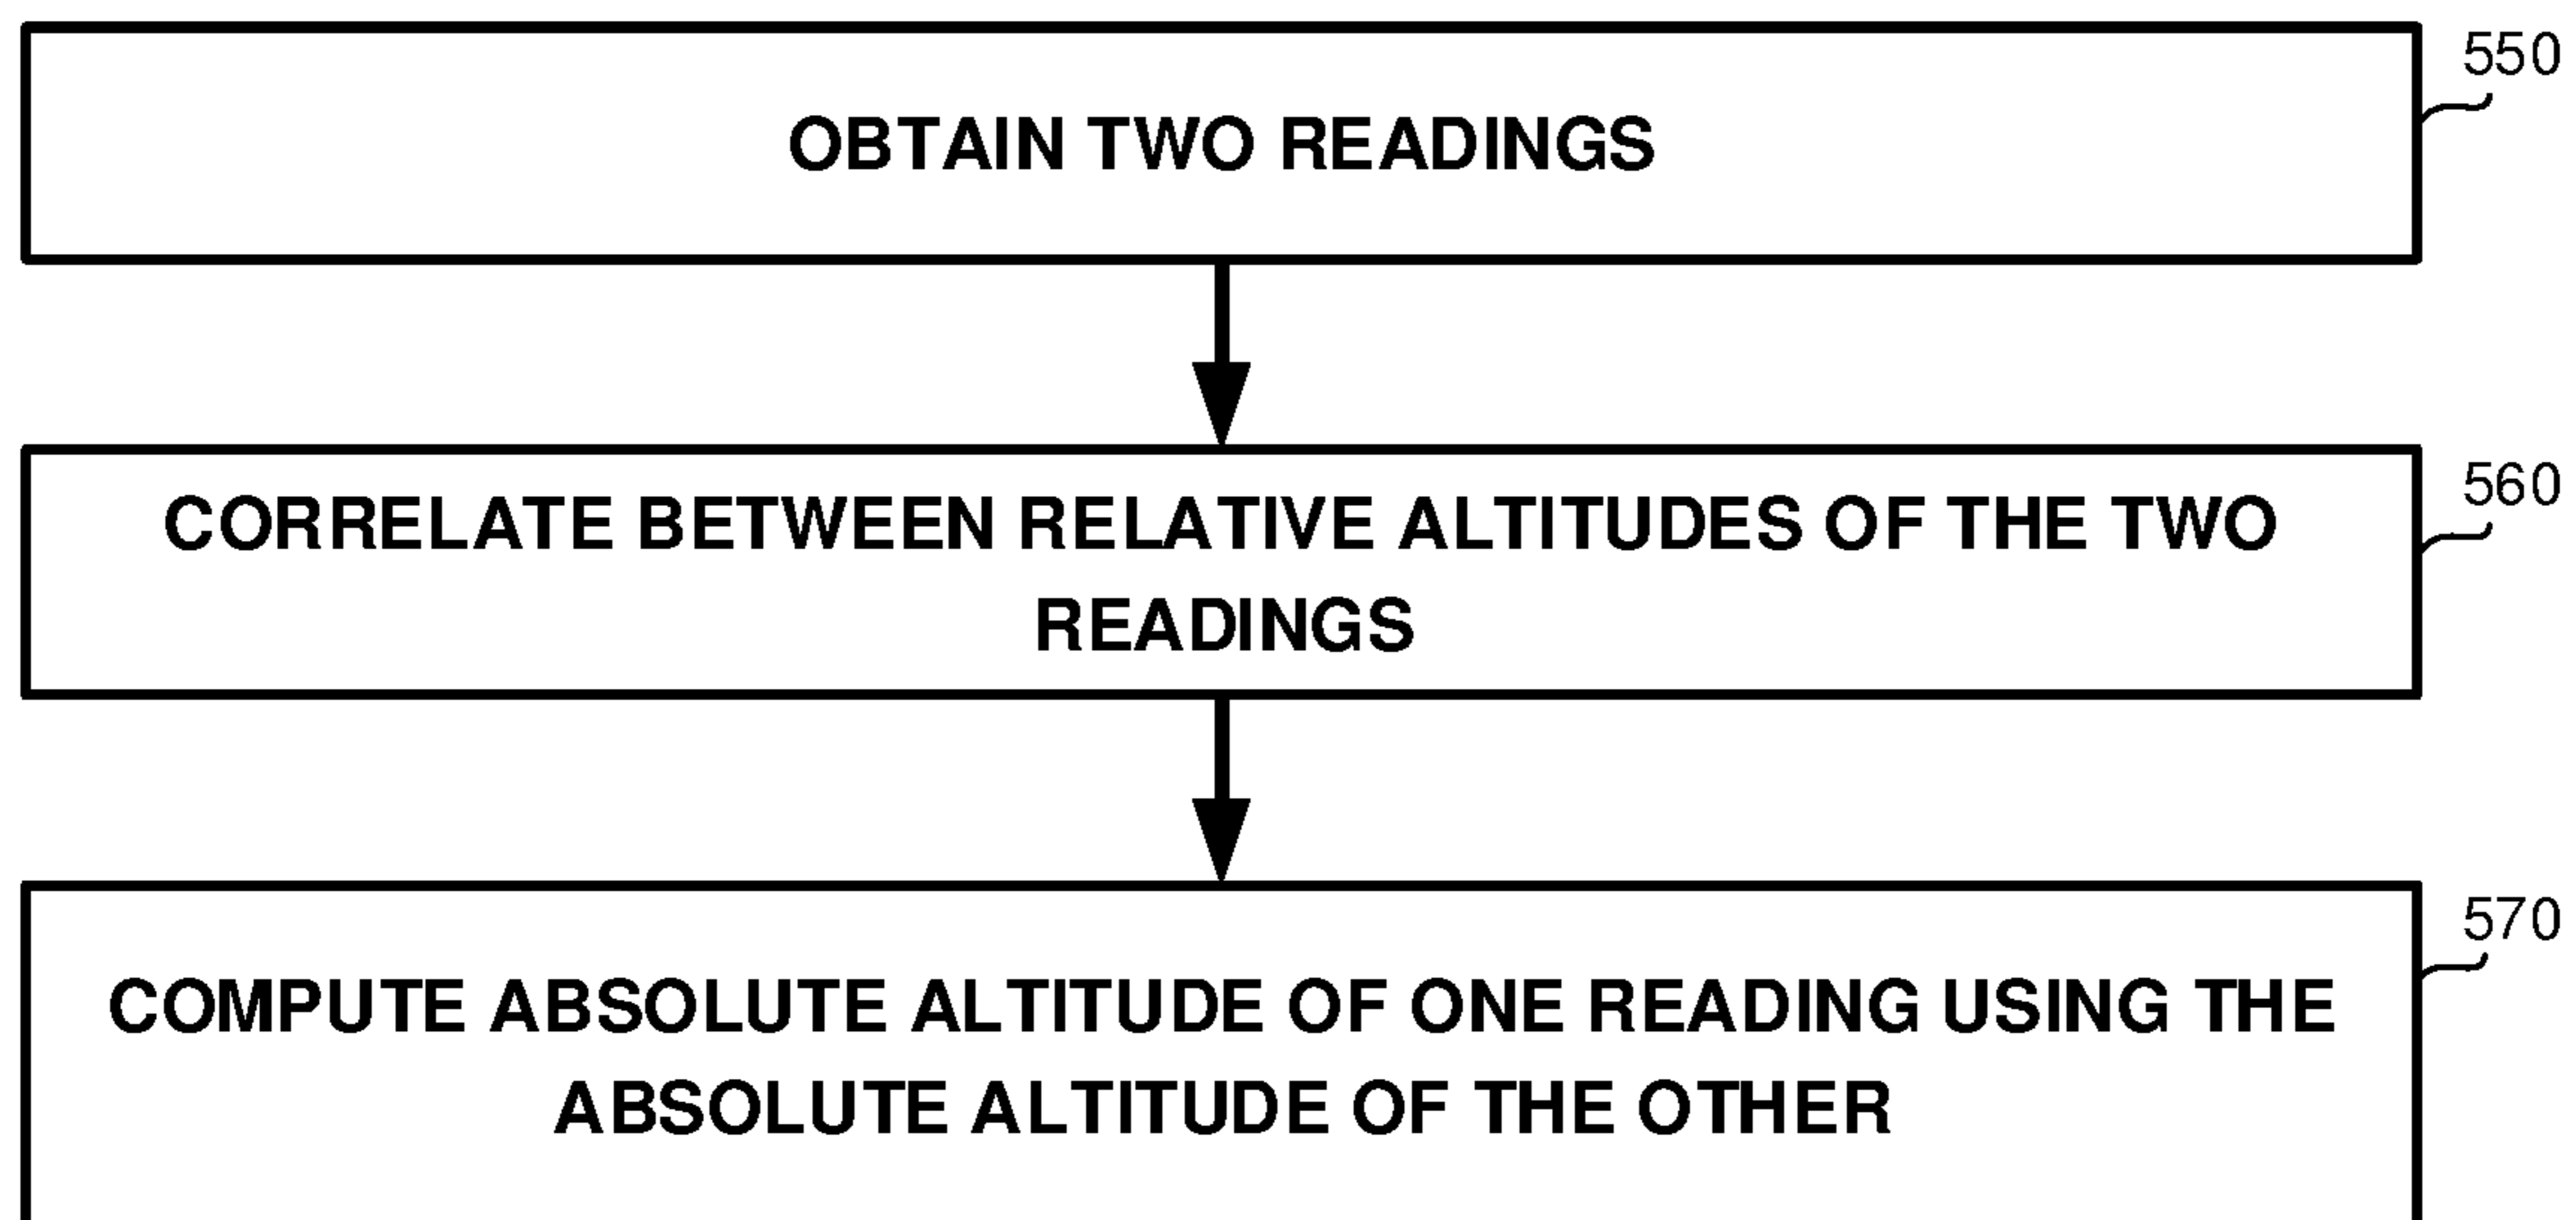 550
OBTAIN TWO READINGS
560
CORRELATE BETWEEN RELATIVE ALTITUDES OF THE TWO
READINGS
570
COMPUTE ABSOLUTE ALTITUDE OF ONE READING USING THE
ABSOLUTE ALTITUDE OF THE OTHER